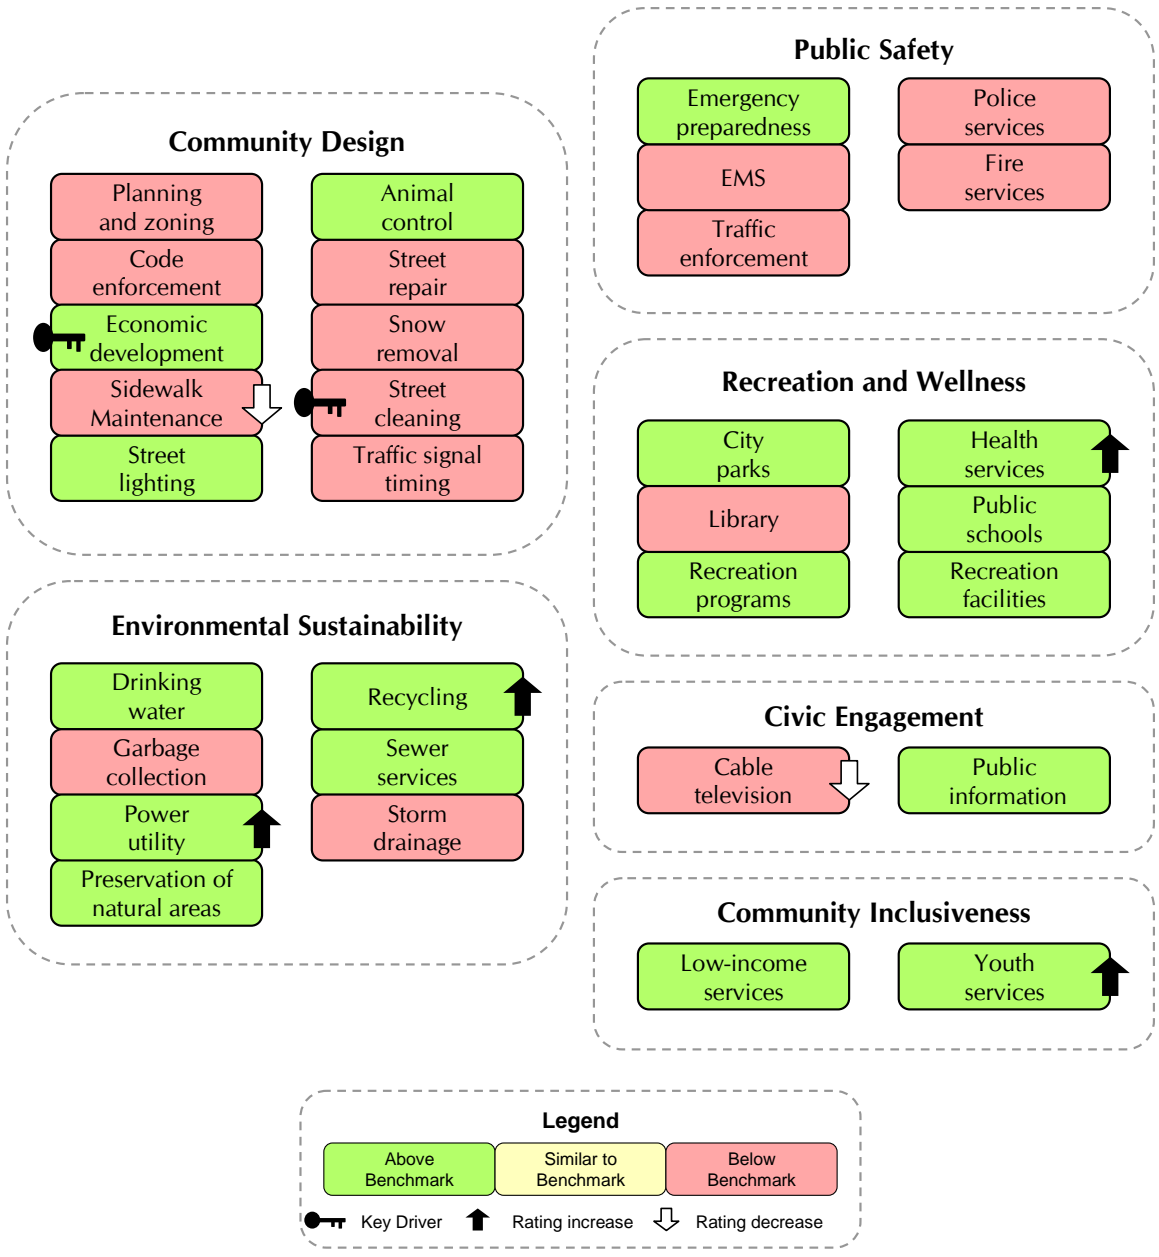 Public Safety
Emergency
preparedness
EMS
Traffic
enforcement
Police
services
Fire
services
Community Design
Planning
and zoning
Code
enforcement
Economic
development
Sidewalk
Maintenance
Street
lighting
Animal
control
Street
repair
Snow
removal
Street
cleaning
Traffic signal
timing
Recreation and Wellness
City
parks
Library
Recreation
programs
Health
services
Public
schools
Recreation
facilities
Environmental Sustainability
Drinking
water
Garbage
collection
Power
utility
Preservation of
natural areas
Recycling
Sewer
services
Storm
drainage
Civic Engagement
Cable
television
Public
information
Community Inclusiveness
Low-income
services
Youth
services
Legend
Above
Benchmark
Similar to
Benchmark
Below
Benchmark
Key Driver
Rating increase
Rating decrease